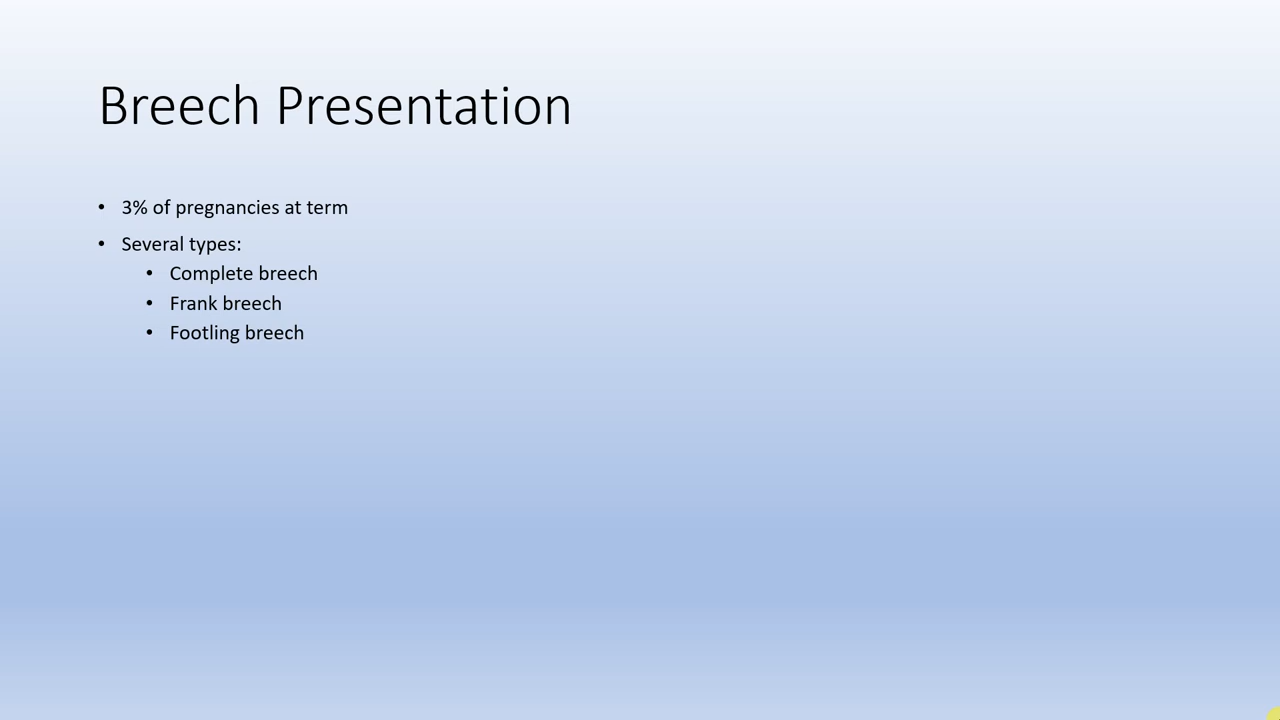 Breech Presentation
• 3% of pregnancies at term
• Several types:
• Complete breech
• Frank breech
• Footling breech